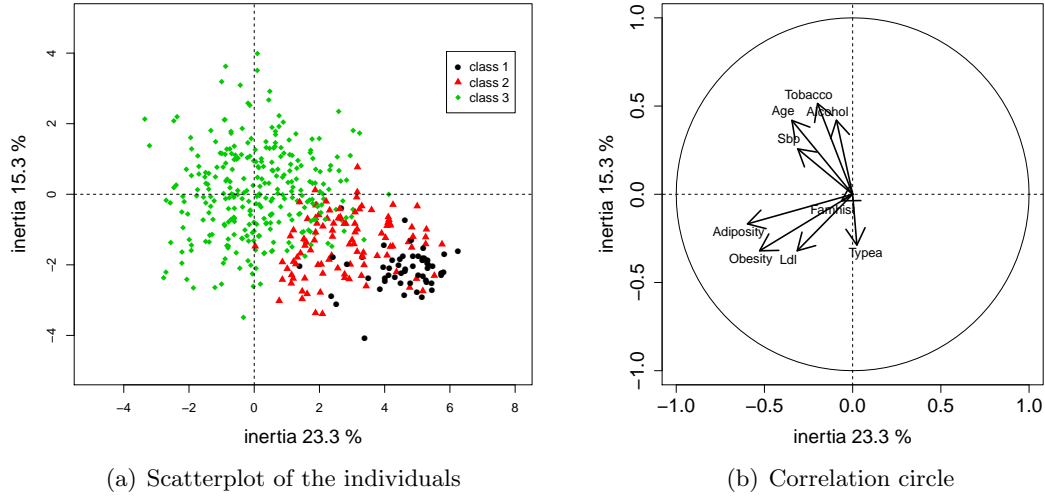 4
2
0
−2
−4
inertia 15.3 %
class 1
class 2
class 3
−4 −2 0 2 4 6 8
inertia 23.3 %
(a) Scatterplot of the individuals
1.0
0.5
0.0
−0.5
−1.0
inertia 15.3 %
Tobacco
Age Alcohol
Sbp
Famhist
Adiposity
Obesity Ldl Typea
−1.0 −0.5 0.0 0.5 1.0
inertia 23.3 %
(b) Correlation circle